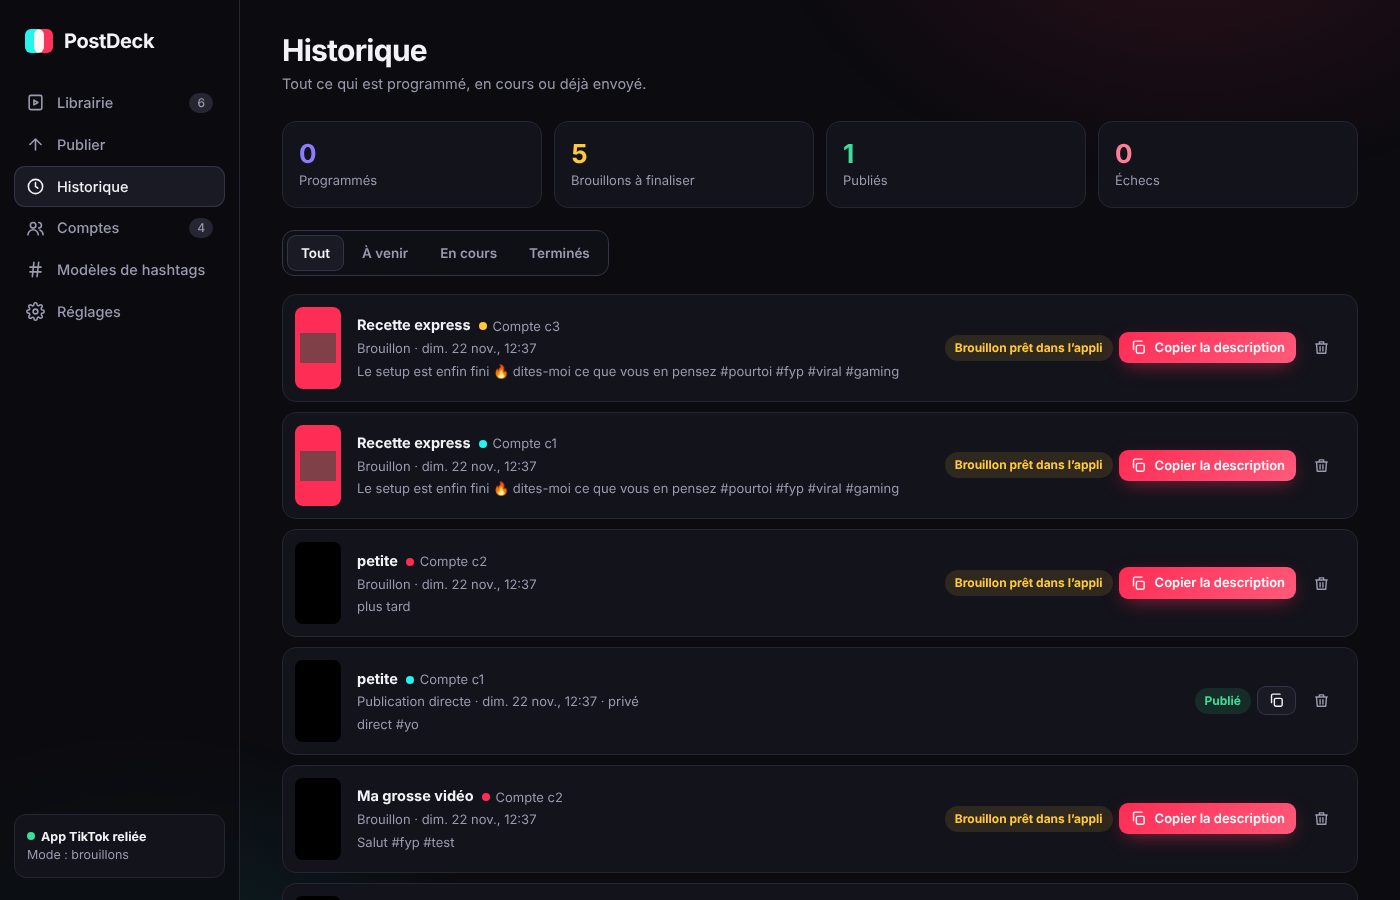 PostDeck
Librairie 6
Publier
Historique
Comptes 4
Modèles de hashtags
Réglages
App TikTok reliée
Mode : brouillons
Historique
Tout ce qui est programmé, en cours ou déjà envoyé.
0
Programmés
5
Brouillons à finaliser
1
Publiés
0
Échecs
Tout À venir En cours Terminés
Recette express Compte c3
Brouillon · dim. 22 nov., 12:37
Le setup est enfin fini 🔥 dites-moi ce que vous en pensez #pourtoi #fyp #viral #gaming
Brouillon prêt dans l’appli Copier la description
Recette express Compte c1
Brouillon · dim. 22 nov., 12:37
Le setup est enfin fini 🔥 dites-moi ce que vous en pensez #pourtoi #fyp #viral #gaming
Brouillon prêt dans l’appli Copier la description
petite Compte c2
Brouillon · dim. 22 nov., 12:37
plus tard
Brouillon prêt dans l’appli Copier la description
petite Compte c1
Publication directe · dim. 22 nov., 12:37 · privé
direct #yo
Publié
Ma grosse vidéo Compte c2
Brouillon · dim. 22 nov., 12:37
Salut #fyp #test
Brouillon prêt dans l’appli Copier la description